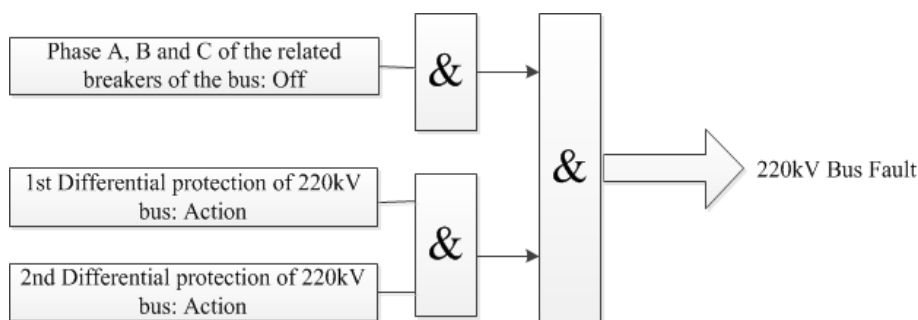 Phase A, B and C of the related
breakers of the bus: Off
&
1st Differential protection of 220kV
bus: Action
&
2nd Differential protection of 220kV
bus: Action
&
220kV Bus Fault